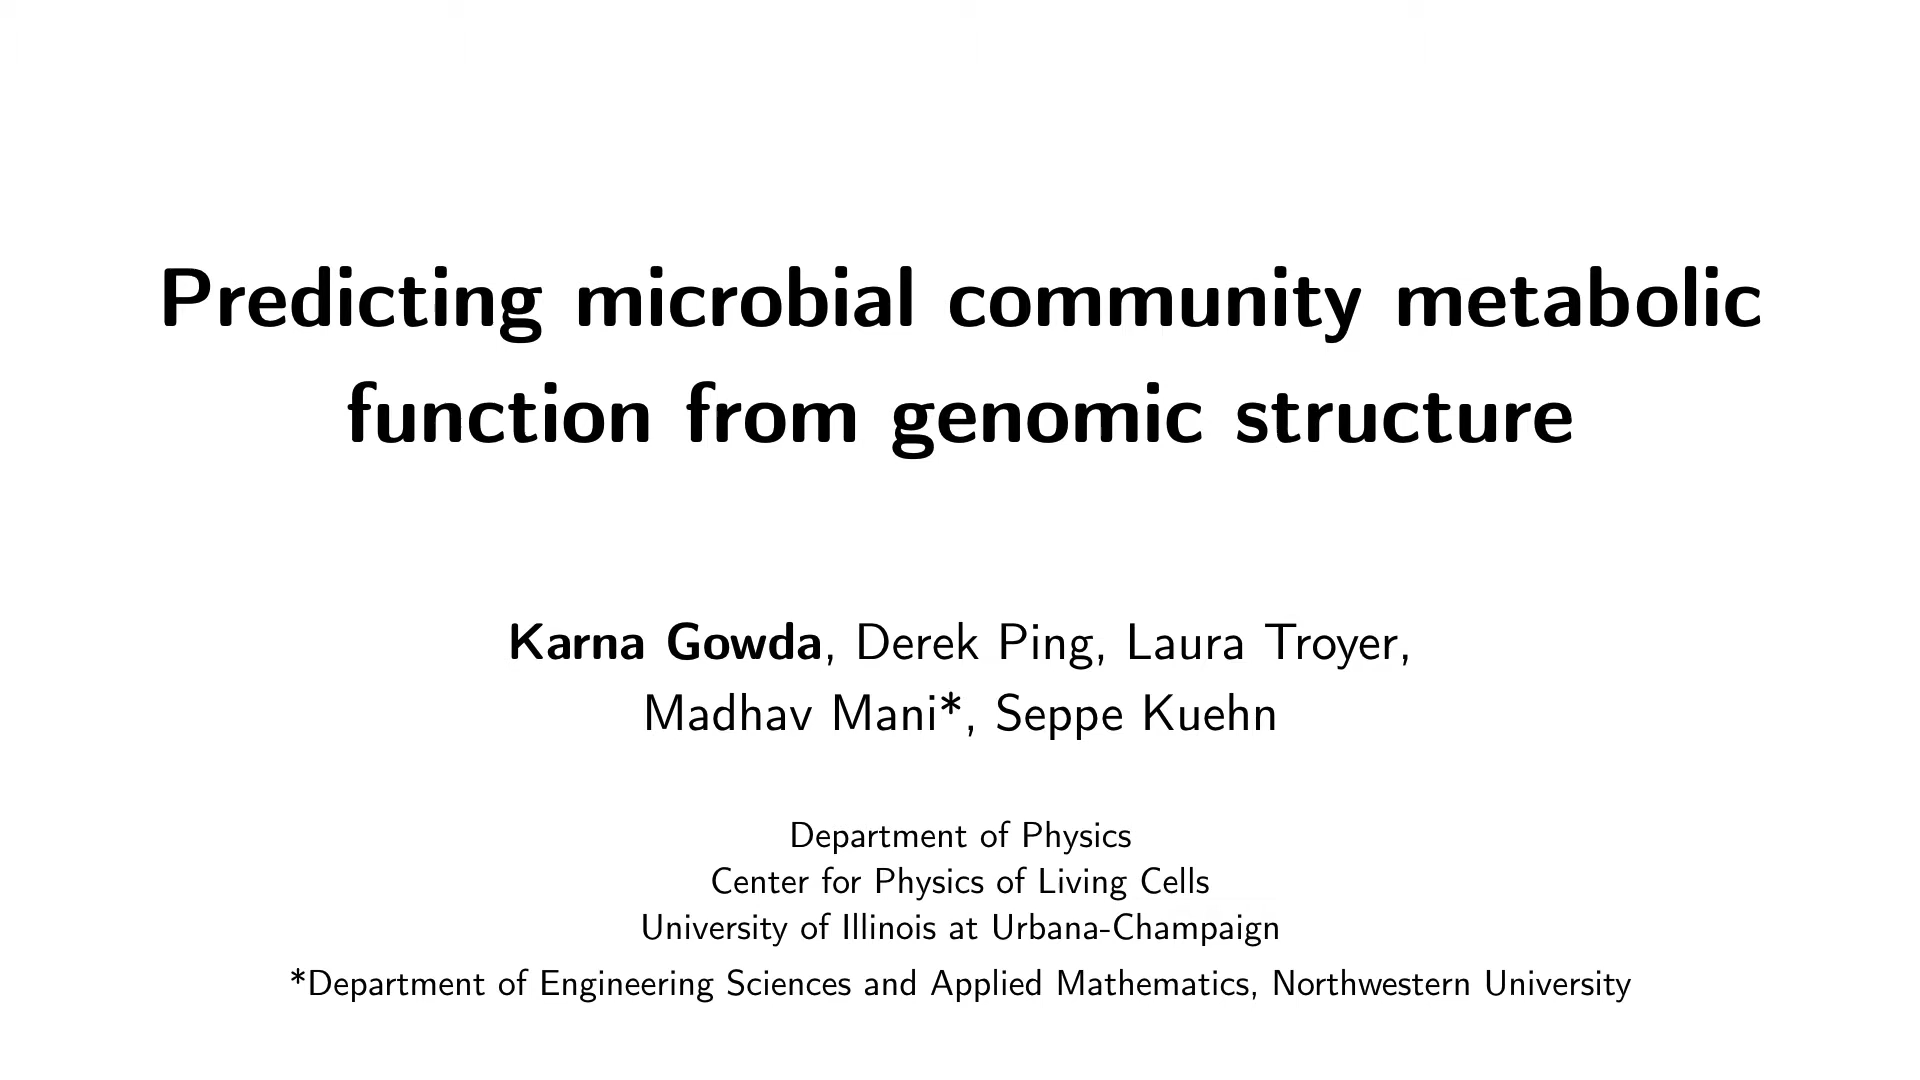 Predicting microbial community metabolic
function from genomic structure
Karna Gowda, Derek Ping, Laura Troyer,
Madhav Mani*, Seppe Kuehn
Department of Physics
Center for Physics of Living Cells
University of Illinois at Urbana-Champaign
*Department of Engineering Sciences and Applied Mathematics, Northwestern University